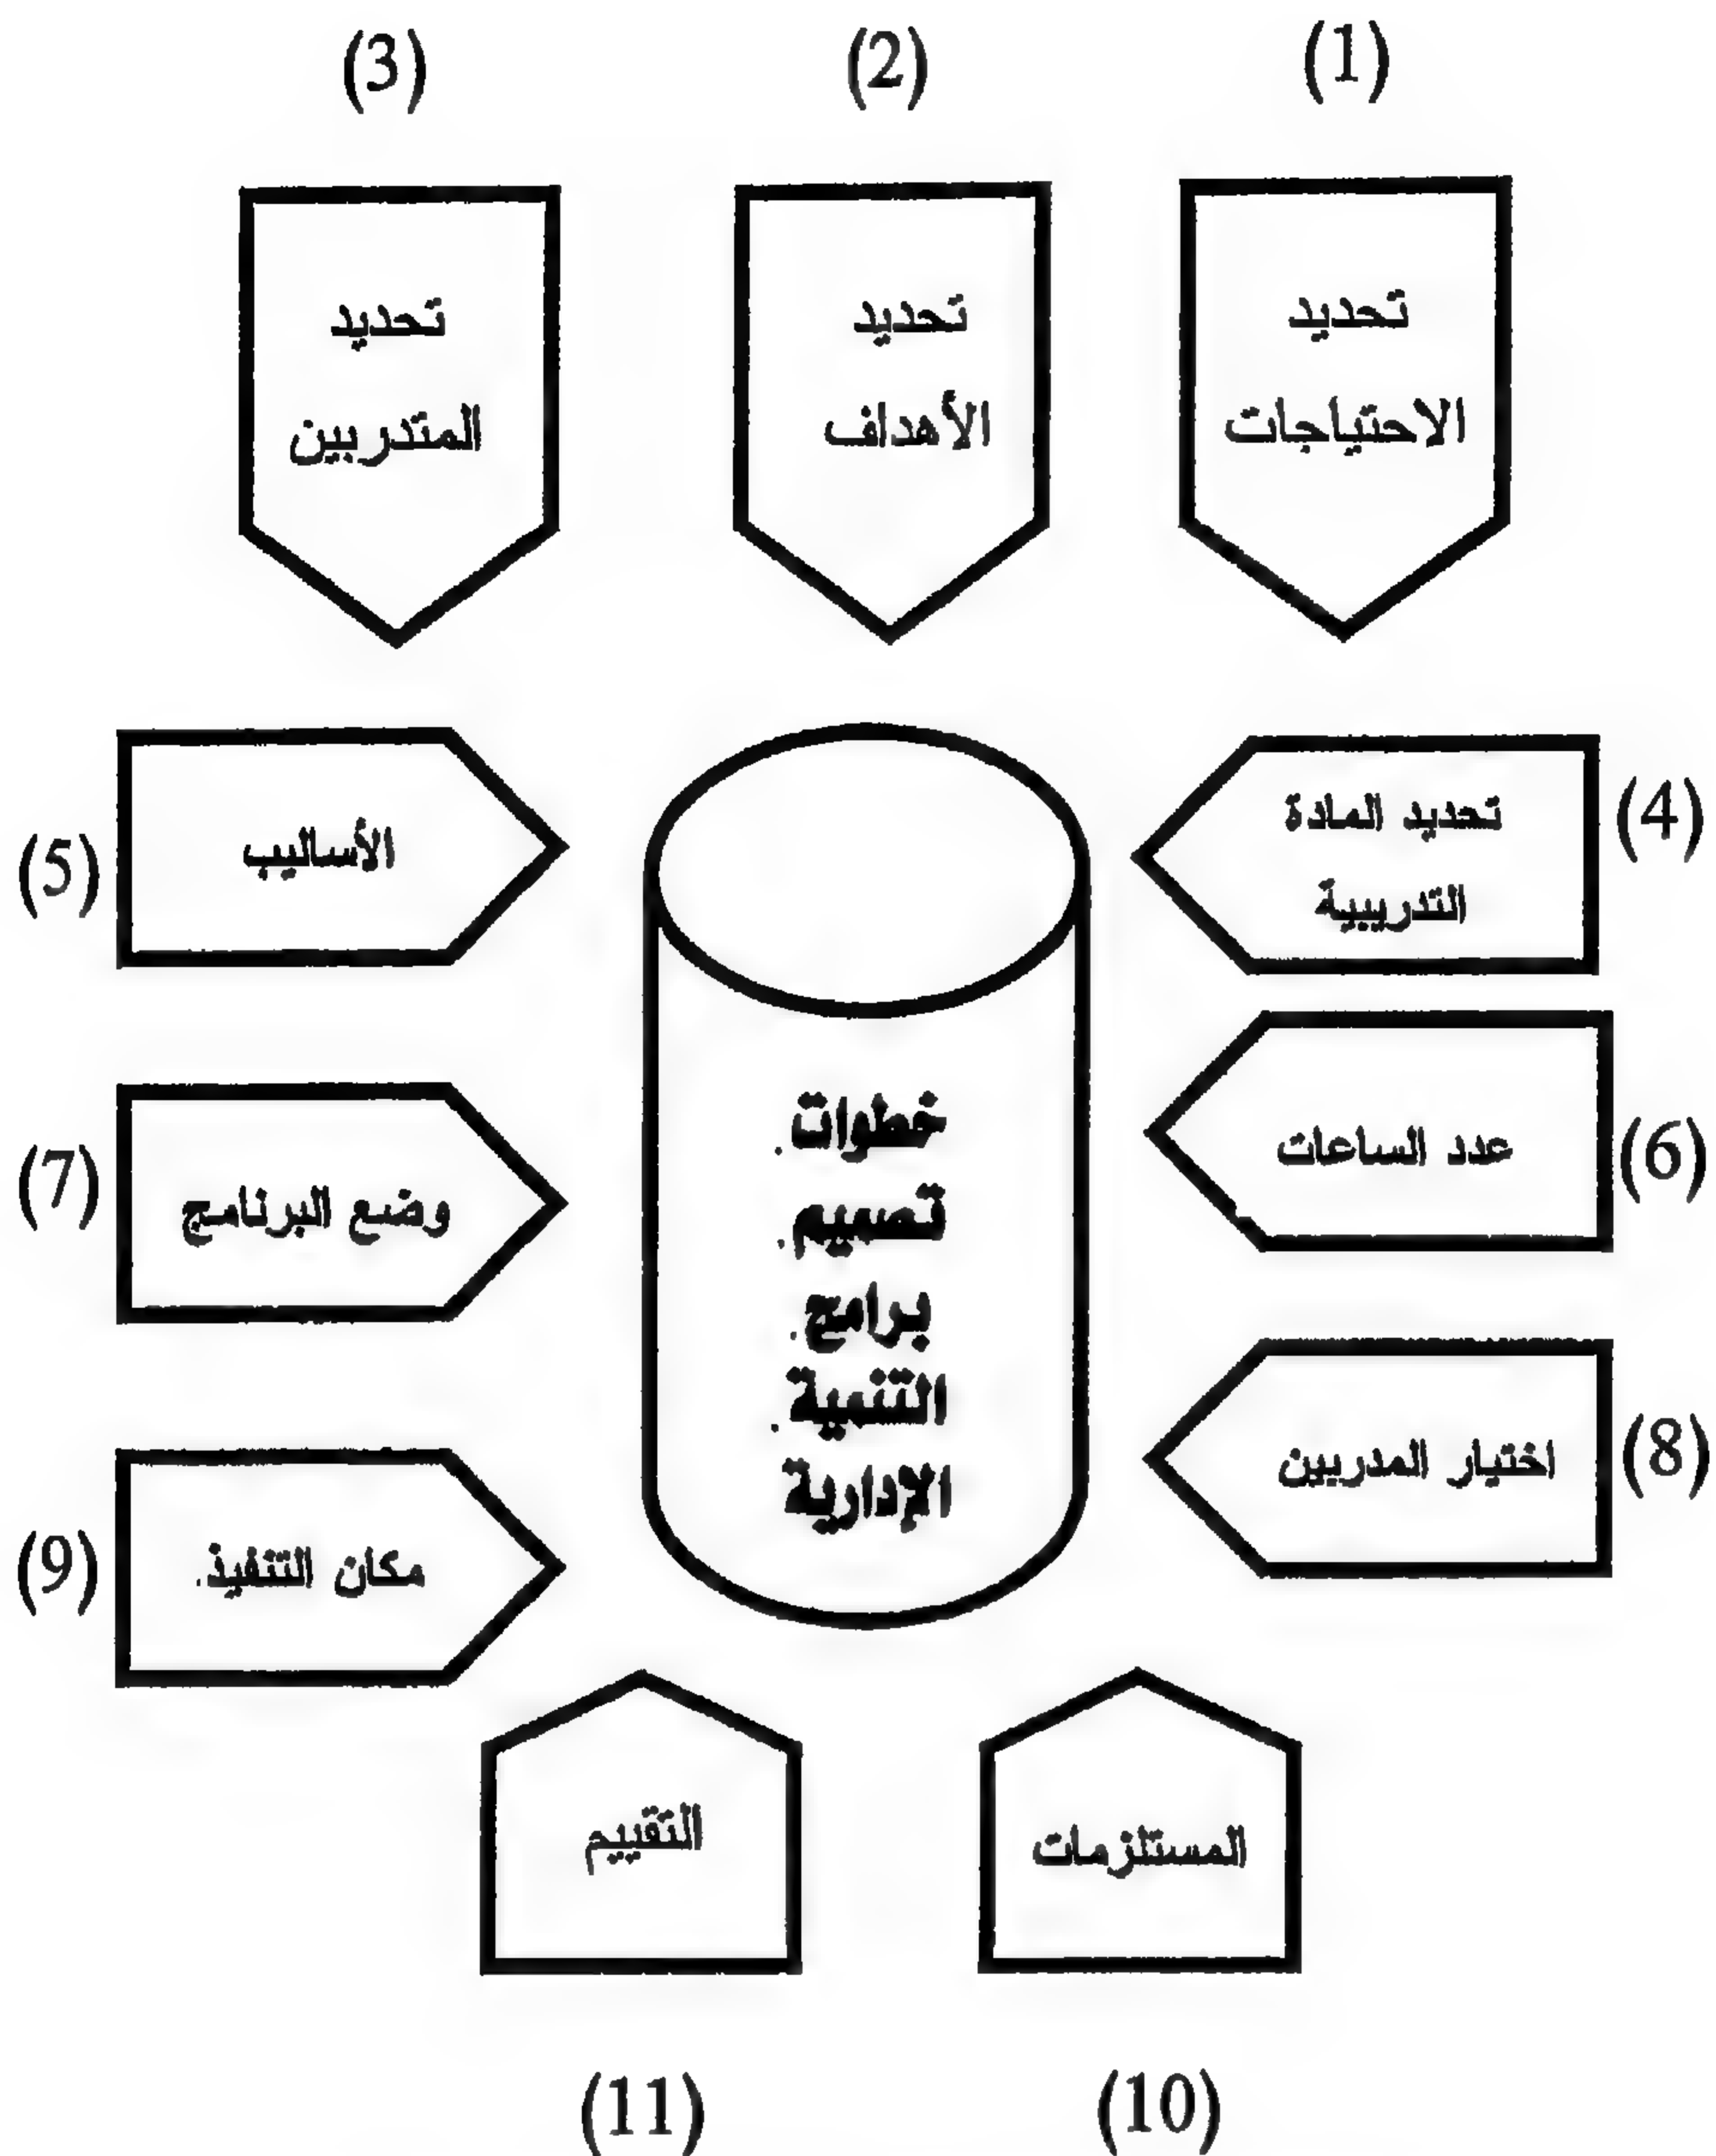 (1)
(2)
(3)
تحديد
الاحتياجات
تحديد
الأهداف
تحديد
المتدربين
(4)
تحديد المادة
التدريبية
(5)
الأساليب
(6)
عدد الساعات
(7)
وضع البرنامج
(8)
اختيار المدربين
(9)
مكان التنفيذ.
خطوات.
تصميم.
برامج.
التنمية.
الإدارية
المستلزمات
(10)
التقييم
(11)